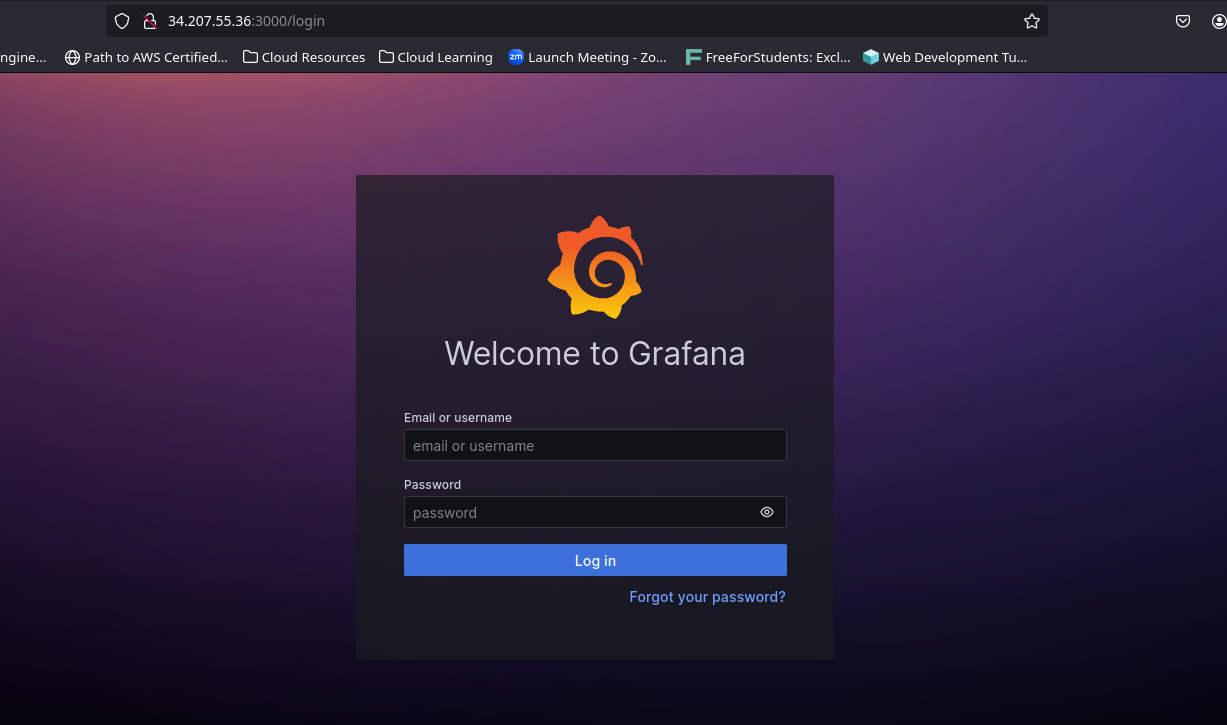 34.207.55.36:3000/login
ngine... Path to AWS Certified... Cloud Resources Cloud Learning zm Launch Meeting - Zo... F FreeForStudents: Excl... Web Development Tu...
Welcome to Grafana
Email or username
email or username
Password
password
Log in
Forgot your password?